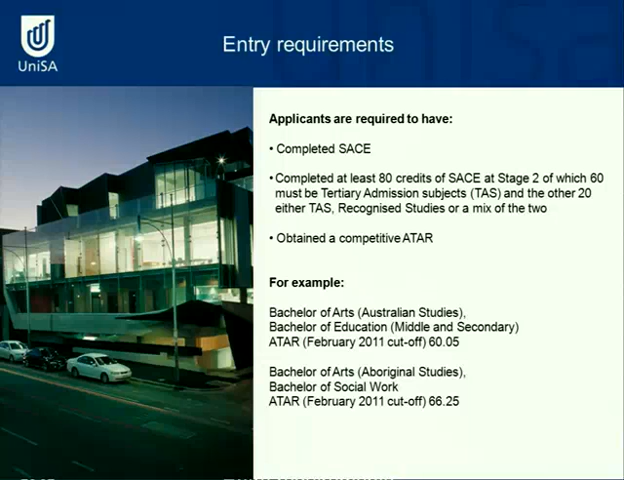 UniSA
Entry requirements
Applicants are required to have:
• Completed SACE
• Completed at least 80 credits of SACE at Stage 2 of which 60
must be Tertiary Admission subjects (TAS) and the other 20
either TAS, Recognised Studies or a mix of the two
• Obtained a competitive ATAR
For example:
Bachelor of Arts (Australian Studies),
Bachelor of Education (Middle and Secondary)
ATAR (February 2011 cut-off) 60.05
Bachelor of Arts (Aboriginal Studies),
Bachelor of Social Work
ATAR (February 2011 cut-off) 66.25